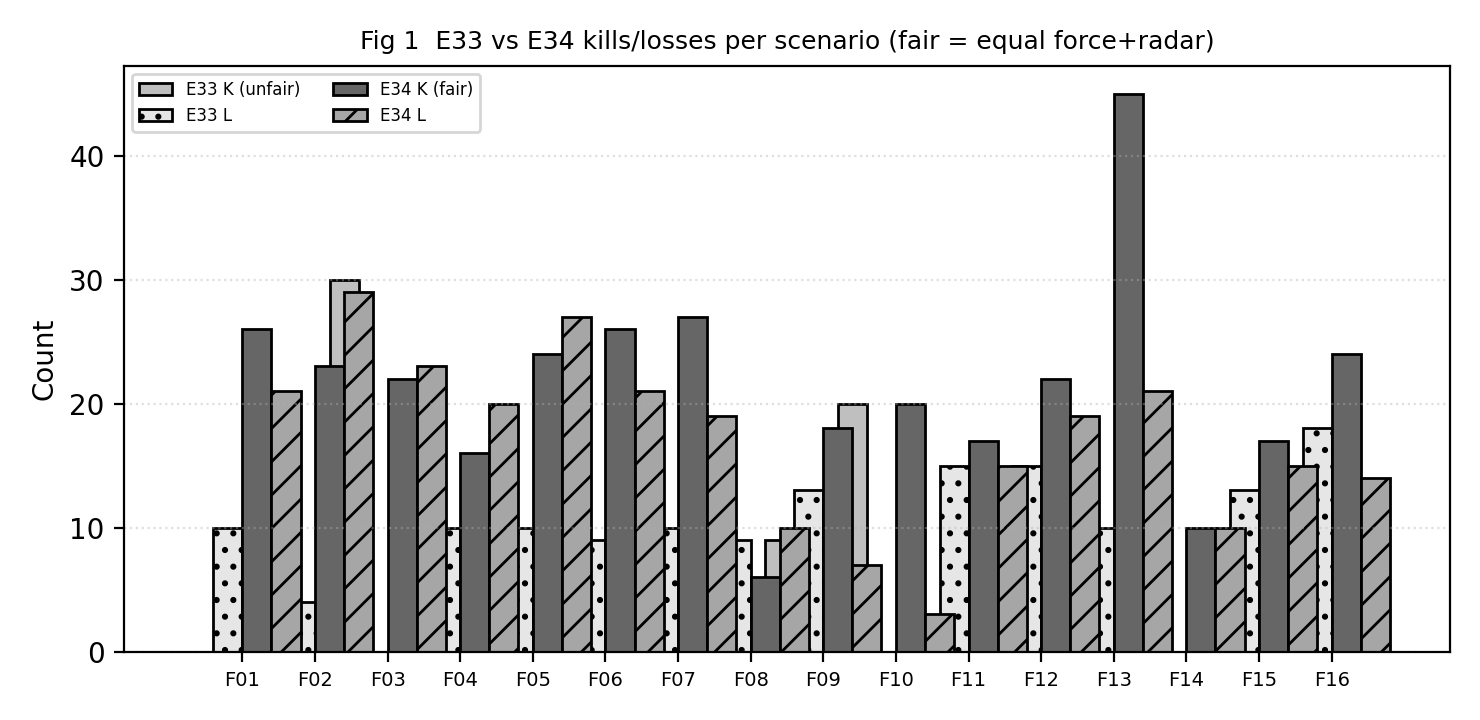 Fig 1  E33 vs E34 kills/losses per scenario (fair = equal force+radar)
E33 K (unfair)
E33 L
E34 K (fair)
E34 L
Count
40
30
20
10
0
F01 F02 F03 F04 F05 F06 F07 F08 F09 F10 F11 F12 F13 F14 F15 F16